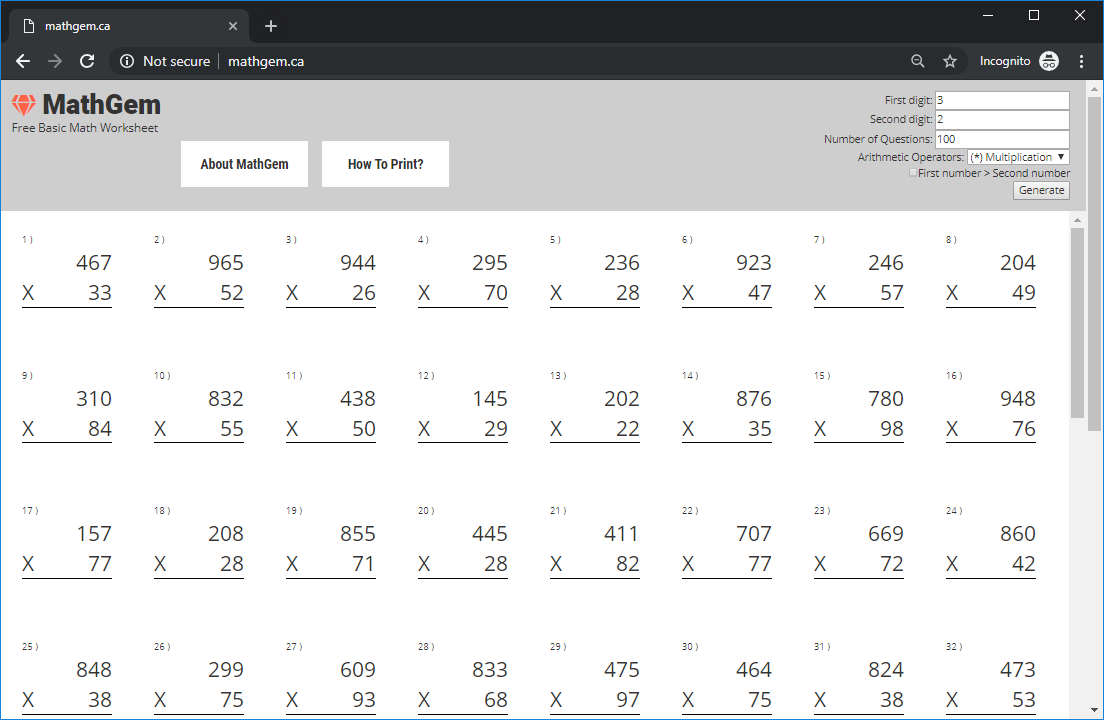 mathgem.ca
Not secure mathgem.ca Incognito
MathGem
Free Basic Math Worksheet
About MathGem How To Print?
First digit: 3
Second digit: 2
Number of Questions: 100
Arithmetic Operators: (*) Multiplication
First number > Second number
Generate
1 ) 2 ) 3 ) 4 ) 5 ) 6 ) 7 ) 8 )
467 965 944 295 236 923 246 204
X 33 X 52 X 26 X 70 X 28 X 47 X 57 X 49
9 ) 10 ) 11 ) 12 ) 13 ) 14 ) 15 ) 16 )
310 832 438 145 202 876 780 948
X 84 X 55 X 50 X 29 X 22 X 35 X 98 X 76
17 ) 18 ) 19 ) 20 ) 21 ) 22 ) 23 ) 24 )
157 208 855 445 411 707 669 860
X 77 X 28 X 71 X 28 X 82 X 77 X 72 X 42
25 ) 26 ) 27 ) 28 ) 29 ) 30 ) 31 ) 32 )
848 299 609 833 475 464 824 473
X 38 X 75 X 93 X 68 X 97 X 75 X 38 X 53